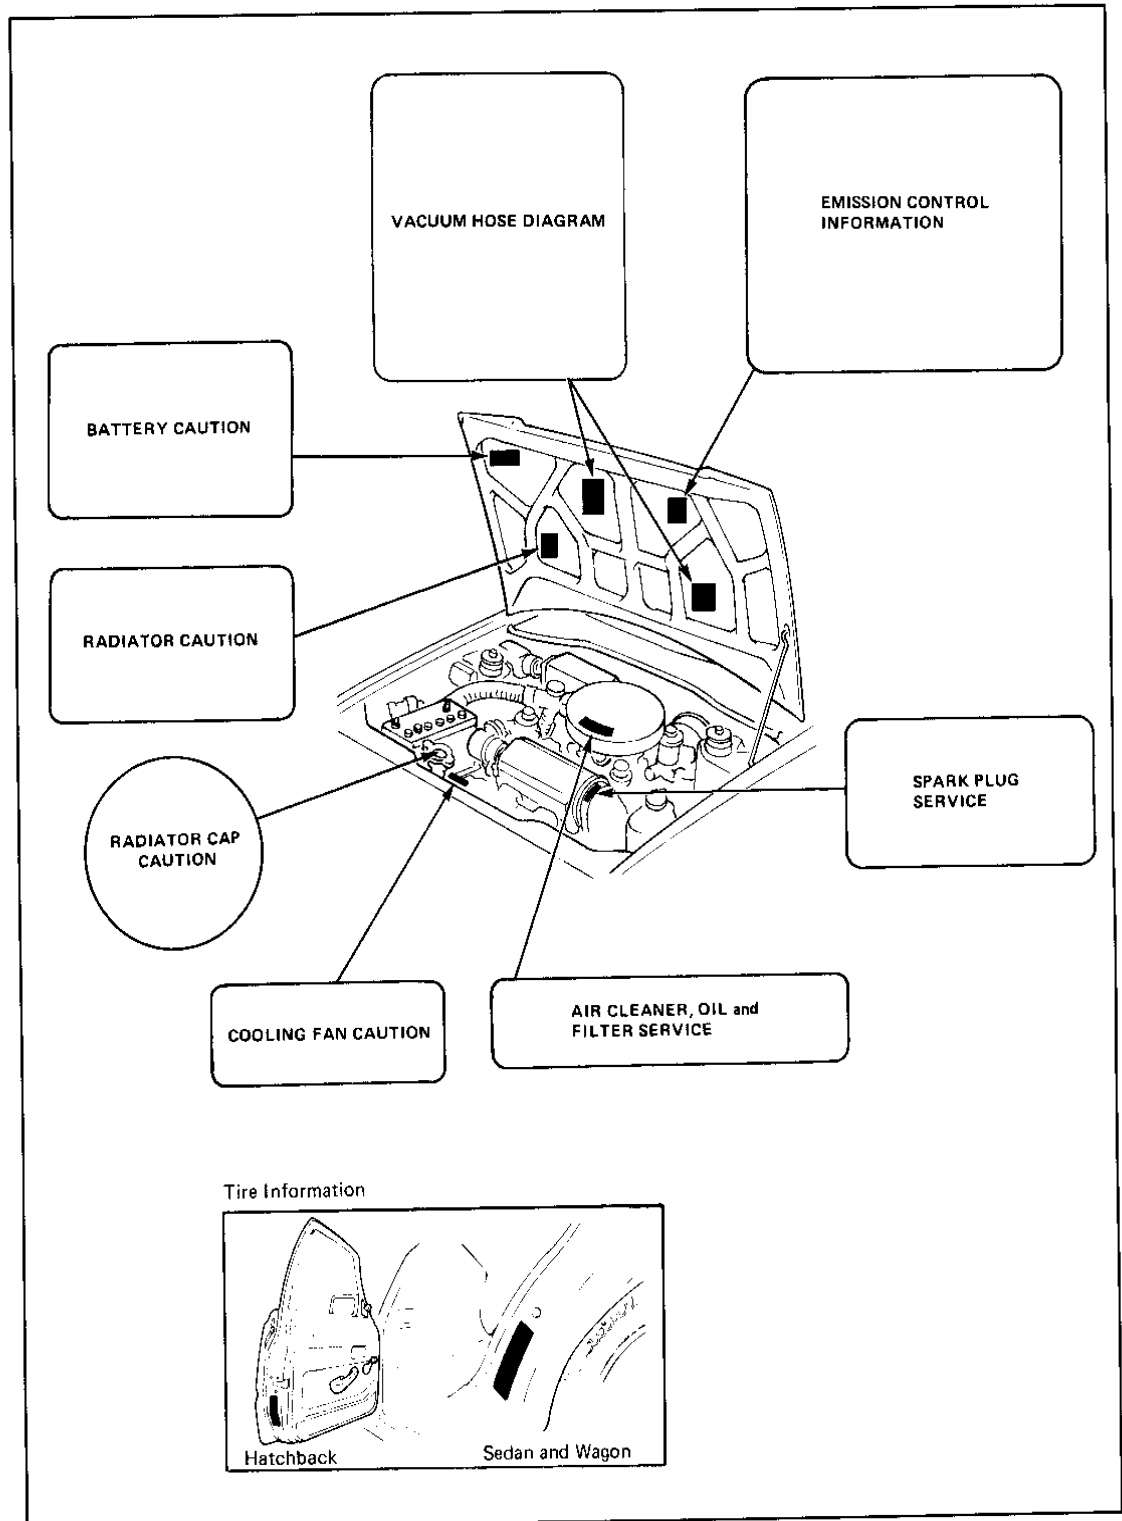 VACUUM HOSE DIAGRAM
EMISSION CONTROL
INFORMATION
BATTERY CAUTION
RADIATOR CAUTION
SPARK PLUG
SERVICE
RADIATOR CAP
CAUTION
COOLING FAN CAUTION
AIR CLEANER, OIL and
FILTER SERVICE
Tire Information
Hatchback
Sedan and Wagon